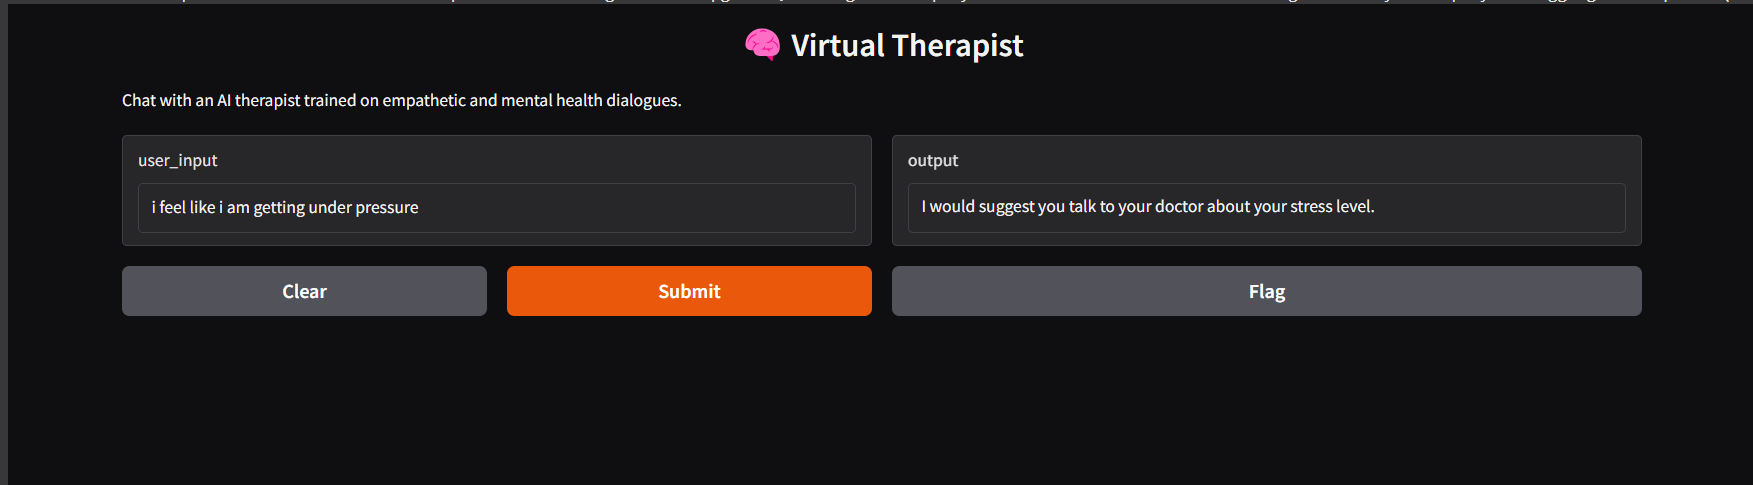 Virtual Therapist
Chat with an AI therapist trained on empathetic and mental health dialogues.
user_input
i feel like i am getting under pressure
output
I would suggest you talk to your doctor about your stress level.
Clear
Submit
Flag